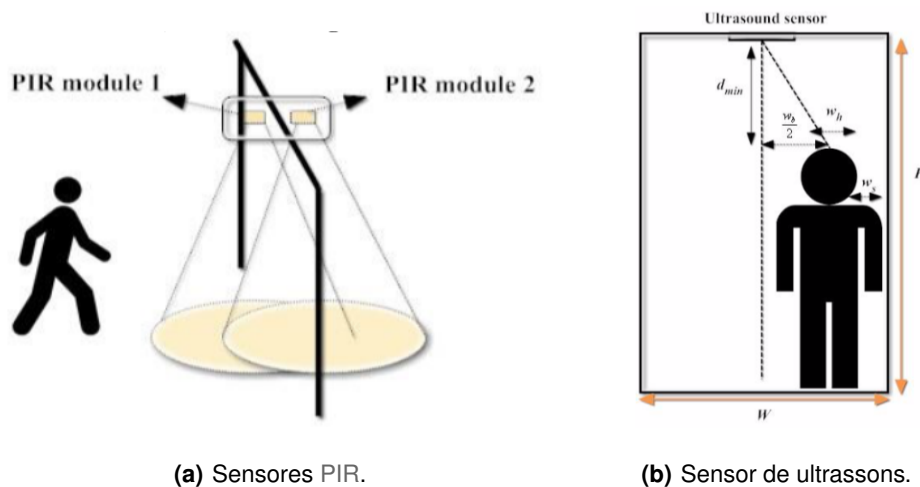 PIR module 1
PIR module 2
(a) Sensores PIR.
Ultrasound sensor
d_min
w_b/2
w_h
w_s
W
(b) Sensor de ultrassons.